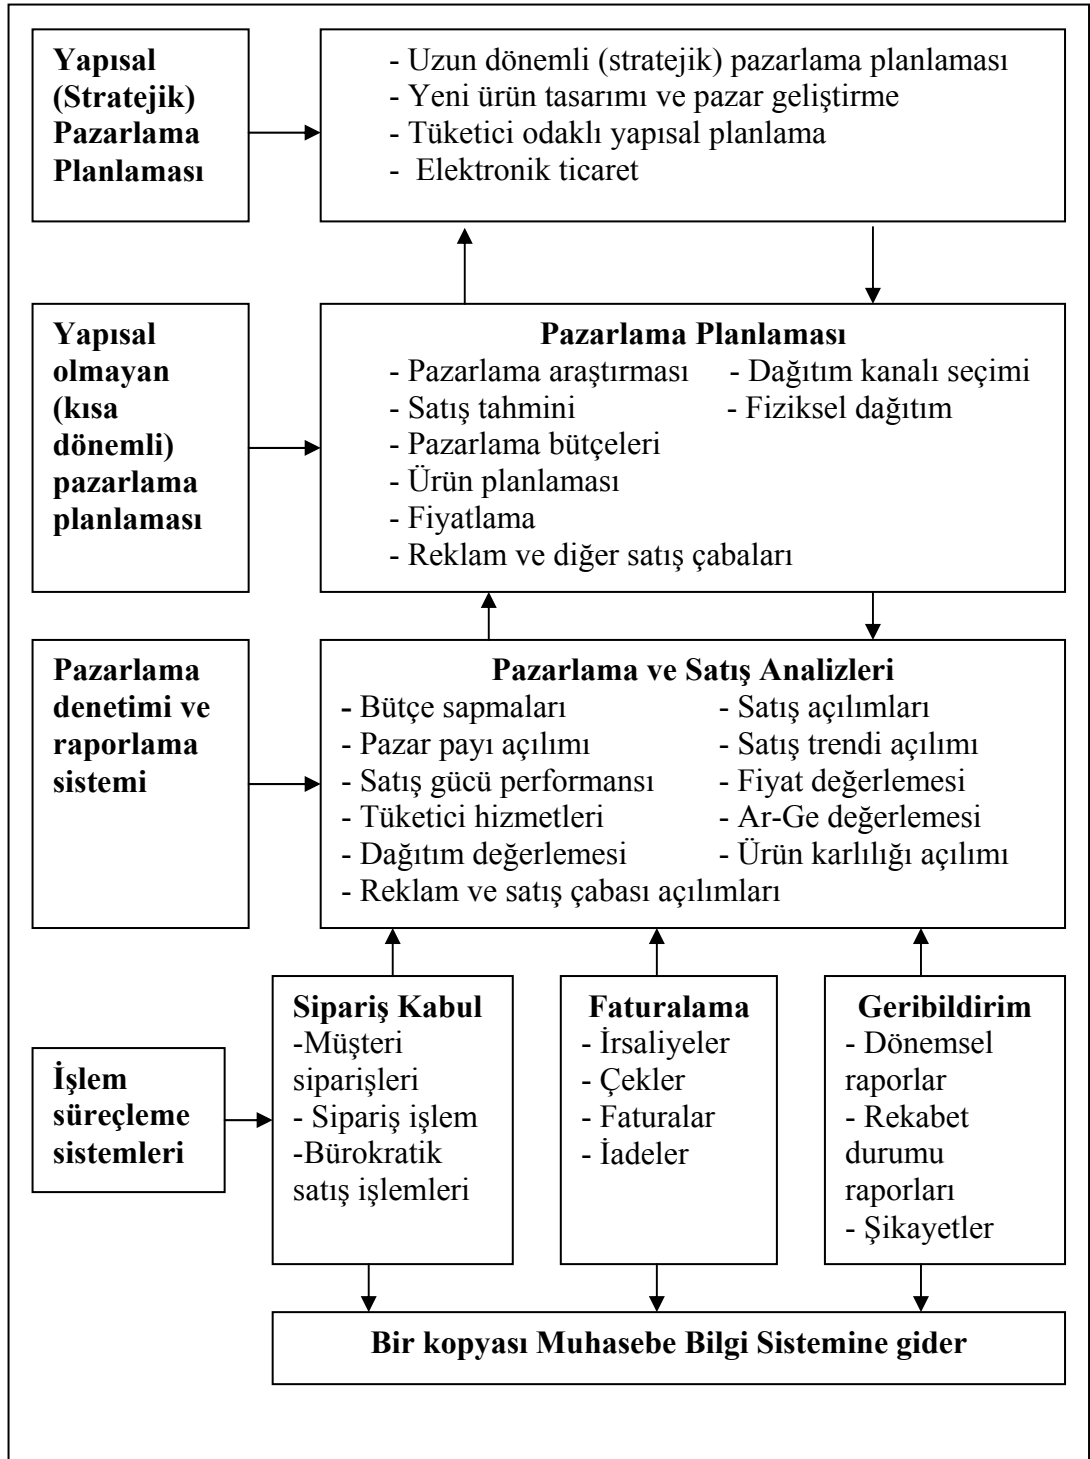 Yapısal
(Stratejik)
Pazarlama
Planlaması
- Uzun dönemli (stratejik) pazarlama planlaması
- Yeni ürün tasarımı ve pazar geliştirme
- Tüketici odaklı yapısal planlama
- Elektronik ticaret
Yapısal
olmayan
(kısa
dönemli)
pazarlama
planlaması
Pazarlama Planlaması
- Pazarlama araştırması - Dağıtım kanalı seçimi
- Satış tahmini - Fiziksel dağıtım
- Pazarlama bütçeleri
- Ürün planlaması
- Fiyatlama
- Reklam ve diğer satış çabaları
Pazarlama
denetimi ve
raporlama
sistemi
Pazarlama ve Satış Analizleri
- Bütçe sapmaları - Satış açılımları
- Pazar payı açılımı - Satış trendi açılımı
- Satış gücü performansı - Fiyat değerlemesi
- Tüketici hizmetleri - Ar-Ge değerlemesi
- Dağıtım değerlemesi - Ürün karlılığı açılımı
- Reklam ve satış çabası açılımları
İşlem
süreçleme
sistemleri
Sipariş Kabul
-Müşteri
siparişleri
- Sipariş işlem
-Bürokratik
satış işlemleri
Faturalama
- İrsaliyeler
- Çekler
- Faturalar
- İadeler
Geribildirim
- Dönemsel
raporlar
- Rekabet
durumu
raporları
- Şikayetler
Bir kopyası Muhasebe Bilgi Sistemine gider